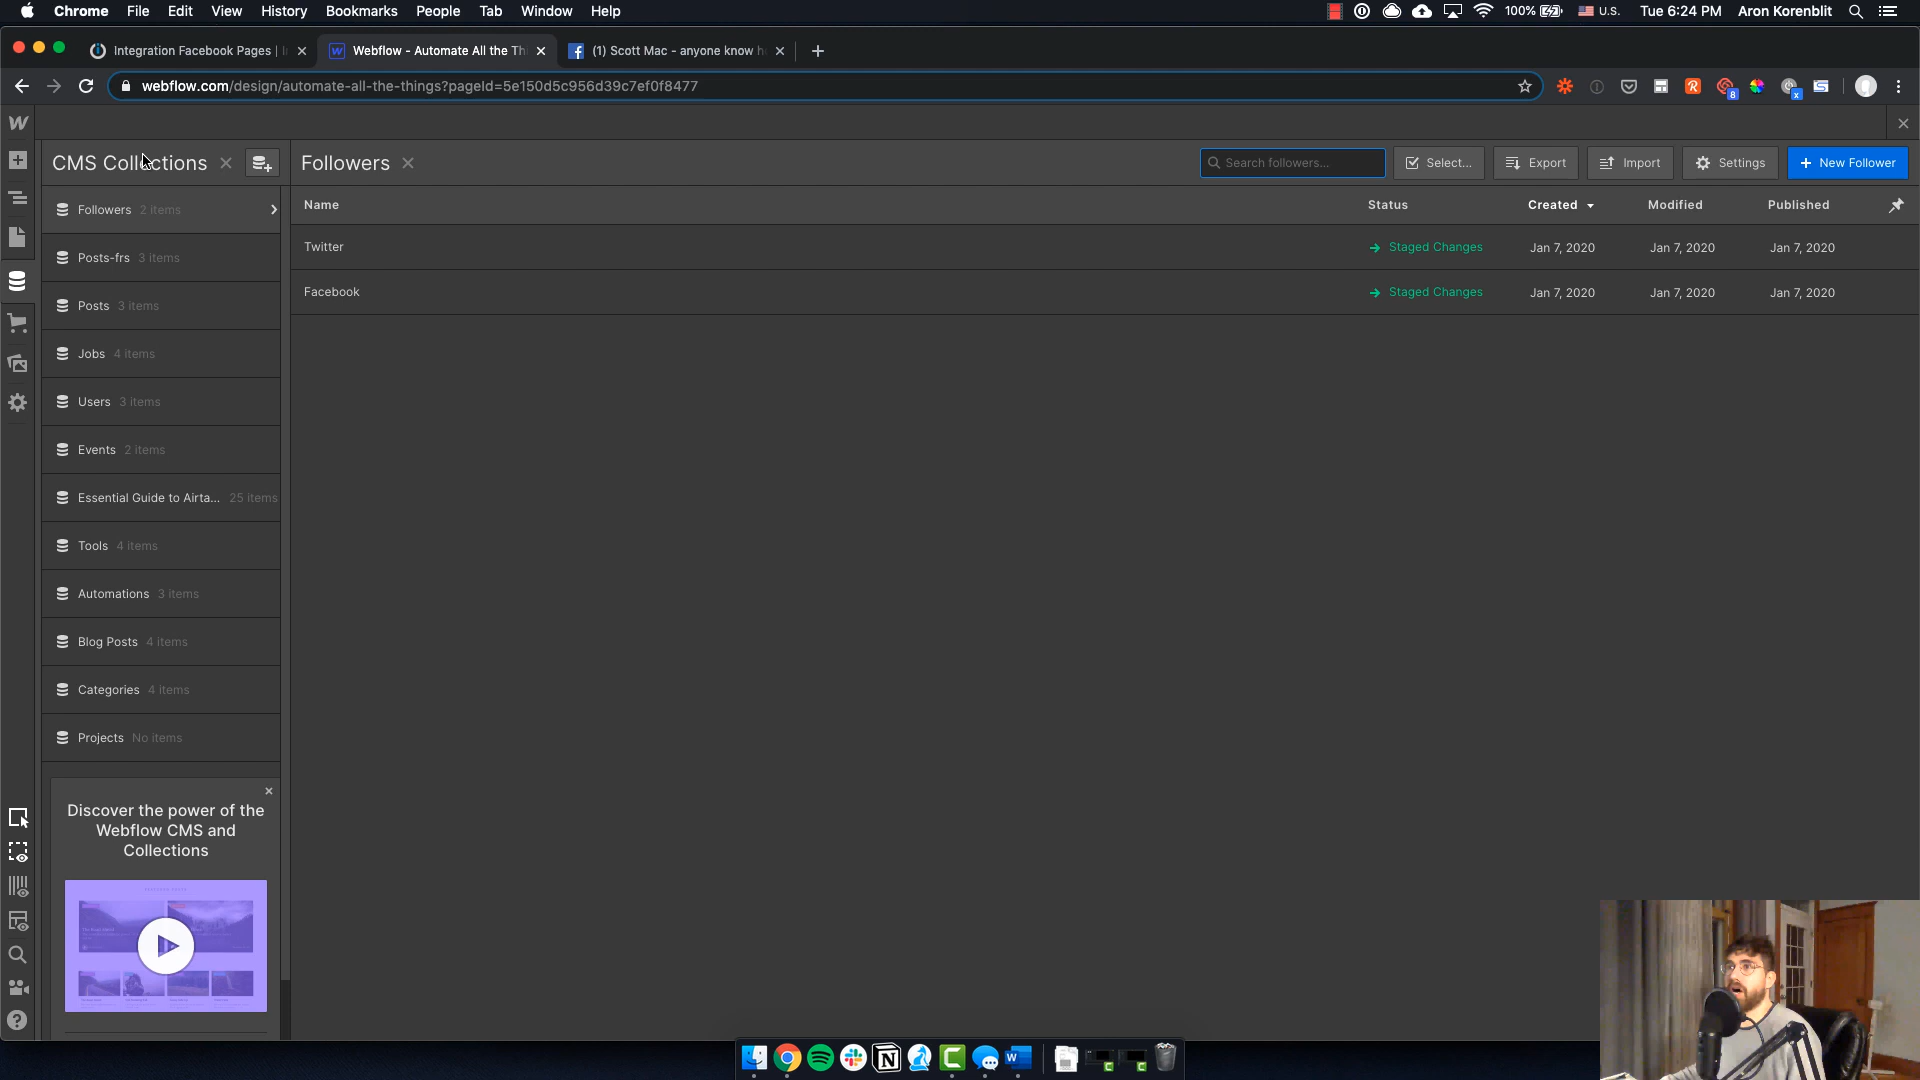 Chrome File Edit View History Bookmarks People Tab Window Help
100% U.S. Tue 6:24 PM Aron Korenblit
Integration Facebook Pages |
Webflow - Automate All the Thi
(1) Scott Mac - anyone know h
webflow.com/design/automate-all-the-things?pageId=5e150d5c956d39c7ef0f8477
8
x
CMS Collections
Followers
Search followers...
Select...
Export
Import
Settings
+ New Follower
Followers 2 items
Posts-frs 3 items
Posts 3 items
Jobs 4 items
Users 3 items
Events 2 items
Essential Guide to Airta... 25 items
Tools 4 items
Automations 3 items
Blog Posts 4 items
Categories 4 items
Projects No items
Name Status Created Modified Published
Twitter Staged Changes Jan 7, 2020 Jan 7, 2020 Jan 7, 2020
Facebook Staged Changes Jan 7, 2020 Jan 7, 2020 Jan 7, 2020
Discover the power of the
Webflow CMS and
Collections